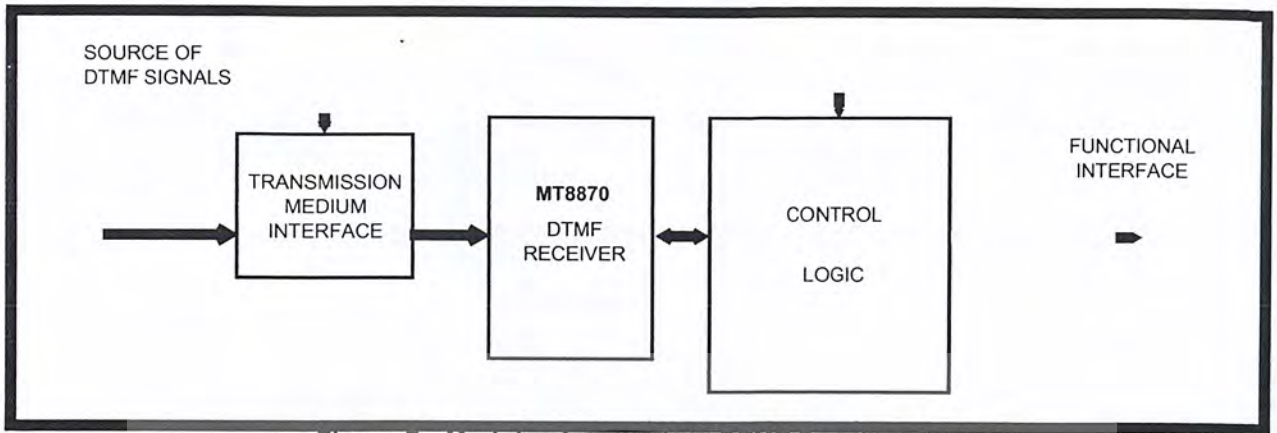 SOURCE OF
DTMF SIGNALS
TRANSMISSION
MEDIUM
INTERFACE
MT8870
DTMF
RECEIVER
CONTROL
LOGIC
FUNCTIONAL
INTERFACE